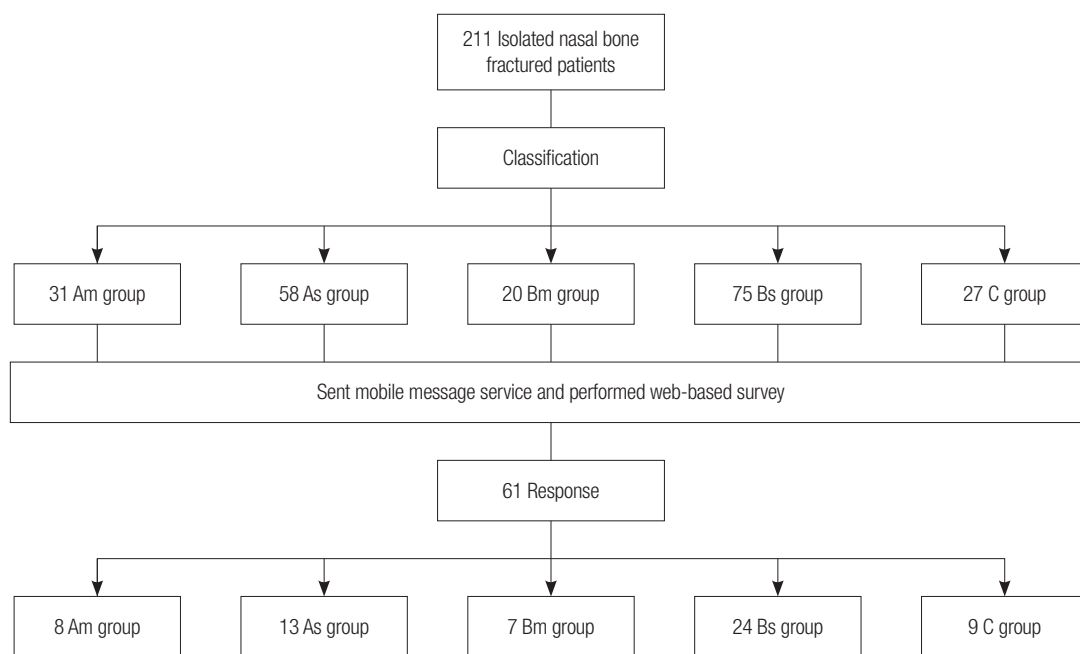 211 Isolated nasal bone
fractured patients
Classification
31 Am group
58 As group
20 Bm group
75 Bs group
27 C group
Sent mobile message service and performed web-based survey
61 Response
8 Am group
13 As group
7 Bm group
24 Bs group
9 C group